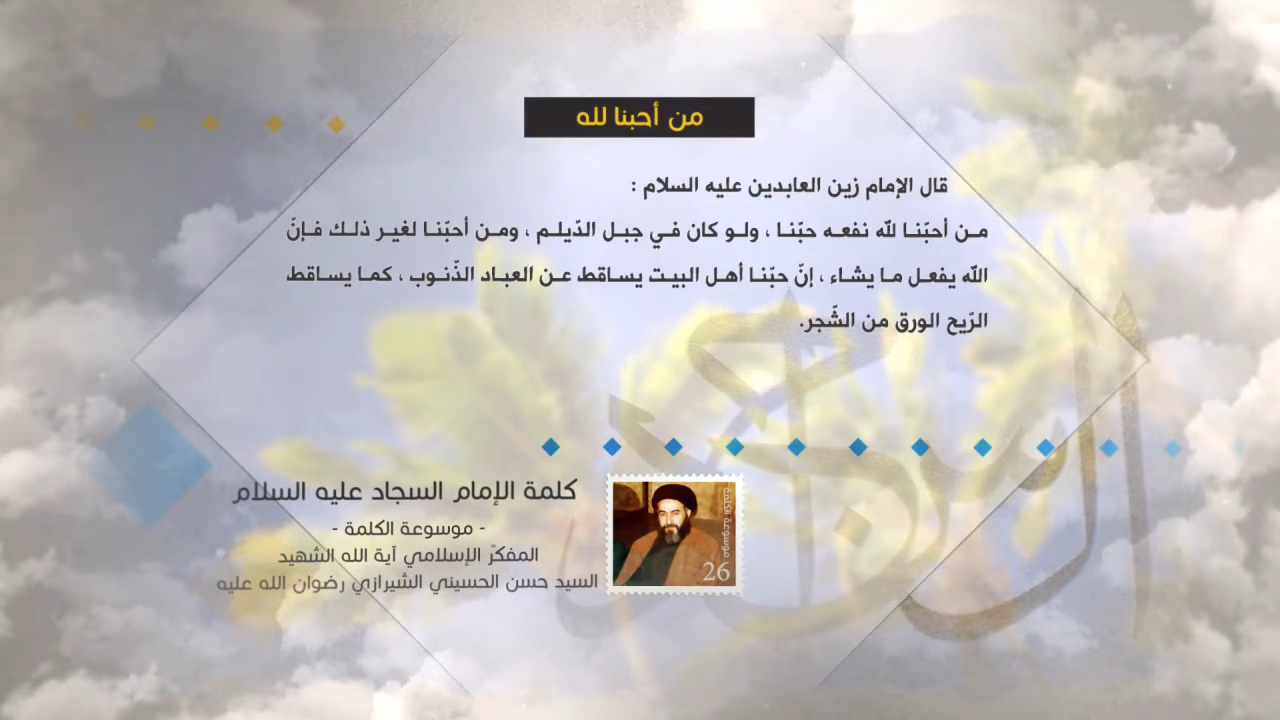 من أحبنا لله
قال الإمام زين العابدين عليه السلام :
مـن أحبّنـا للّه نفعـه حبّنـا ، ولـو كان فـي جبـل الدّيلـم ، ومـن أحبّنـا لغيـر ذلـك فـإنّ
اللّه يفعـل مـا يشـاء ، إنّ حبّنـا أهـل البيـت يسـاقط عـن العبـاد الذّنـوب ، كمـا يسـاقط
الرّيح الورق من الشّجر.
كلمة الإمام السجاد عليه السلام
- موسوعة الكلمة -
المفكرّ الإسلامي آية الله الشهيد
السيد حسن الحسيني الشيرازي رضوان الله عليه
موسوعة الكلمة
26